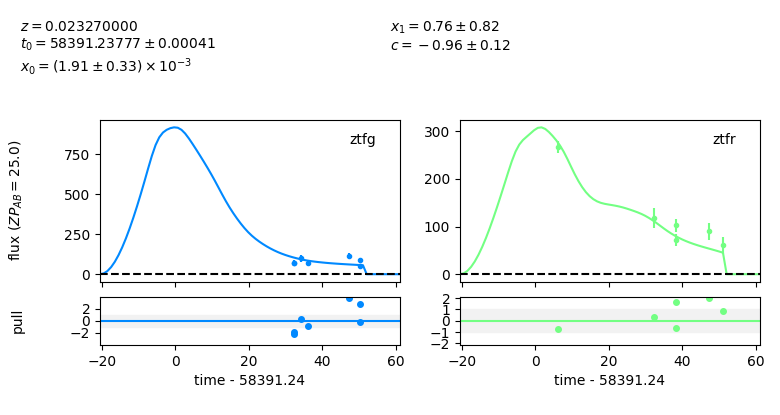 z = 0.023270000
t₀ = 58391.23777 ± 0.00041
x₀ = (1.91 ± 0.33) × 10⁻³
x₁ = 0.76 ± 0.82
c = −0.96 ± 0.12
flux (ZP_AB = 25.0)
ztfg
750
500
250
0
ztfr
300
200
100
0
pull
2
0
−2
−20 0 20 40 60
time - 58391.24
2
1
0
−1
−2
−20 0 20 40 60
time - 58391.24